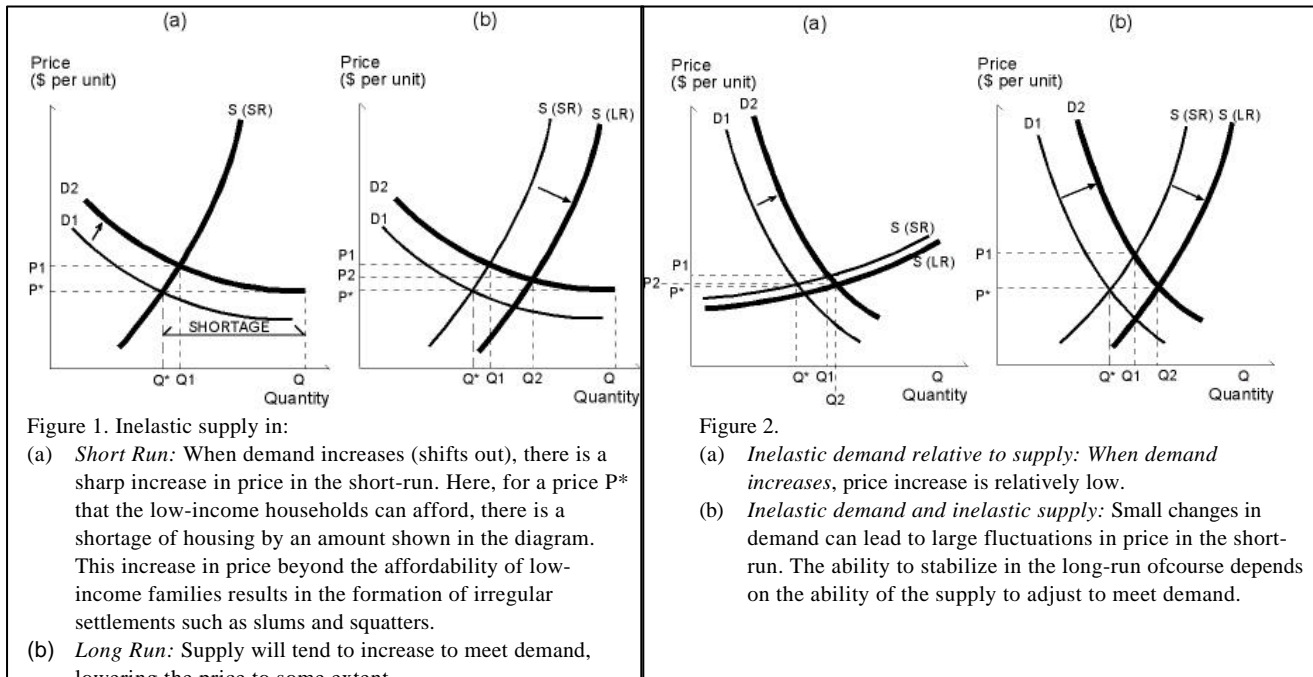 (a)
Price
($ per unit)
S (SR)
D2
D1
P1
P*
SHORTAGE
Q* Q1 Q
Quantity
(b)
Price
($ per unit)
S (SR)
S (LR)
D2
D1
P1
P2
P*
Q* Q1 Q2 Q
Quantity
Figure 1. Inelastic supply in:
(a) Short Run: When demand increases (shifts out), there is a
sharp increase in price in the short-run. Here, for a price P*
that the low-income households can afford, there is a
shortage of housing by an amount shown in the diagram.
This increase in price beyond the affordability of low-
income families results in the formation of irregular
settlements such as slums and squatters.
(b) Long Run: Supply will tend to increase to meet demand,
lowering the price to some extent
(a)
Price
($ per unit)
D2
D1
S (SR)
S (LR)
P1
P2
P*
Q* Q1 Q
Q2
Quantity
(b)
Price
($ per unit)
D2
D1
S (SR)
S (LR)
P1
P*
Q* Q1 Q2 Q
Quantity
Figure 2.
(a) Inelastic demand relative to supply: When demand
increases, price increase is relatively low.
(b) Inelastic demand and inelastic supply: Small changes in
demand can lead to large fluctuations in price in the short-
run. The ability to stabilize in the long-run ofcourse depends
on the ability of the supply to adjust to meet demand.